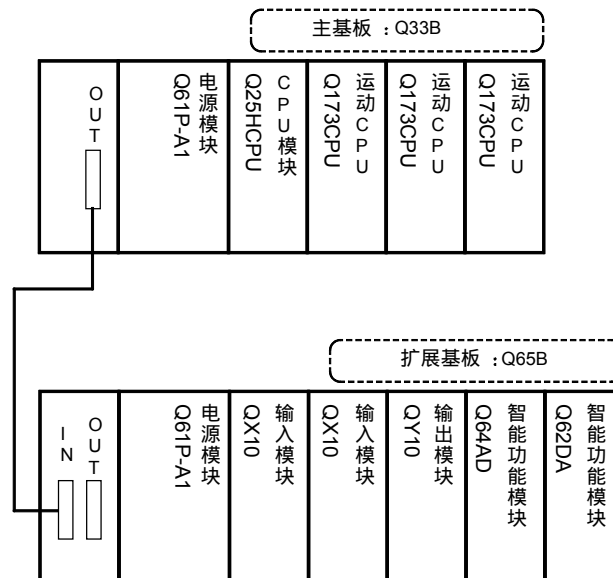 主基板 : Q33B
OUT
电源模块
Q61P-A1
CPU模块
Q25HCPU
运动CPU
Q173CPU
运动CPU
Q173CPU
运动CPU
Q173CPU
扩展基板 : Q65B
IN
OUT
电源模块
Q61P-A1
输入模块
QX10
输入模块
QX10
输出模块
QY10
智能功能模块
Q64AD
智能功能模块
Q62DA